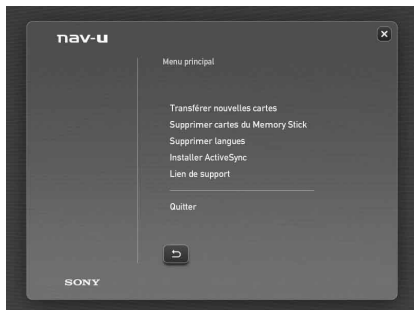 nav-u
Menu principal
Transférer nouvelles cartes
Supprimer cartes du Memory Stick
Supprimer langues
Installer ActiveSync
Lien de support
Quitter
SONY